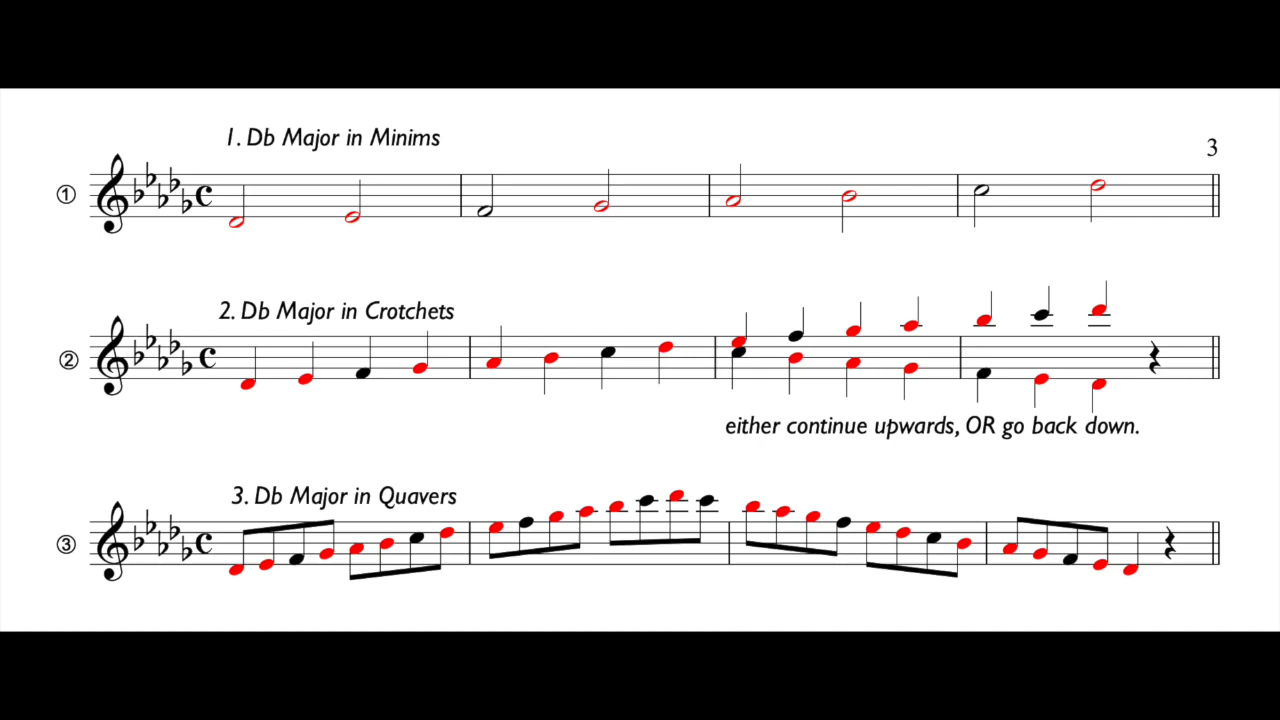 1. Db Major in Minims
3
①
2. Db Major in Crotchets
②
either continue upwards, OR go back down.
3. Db Major in Quavers
③